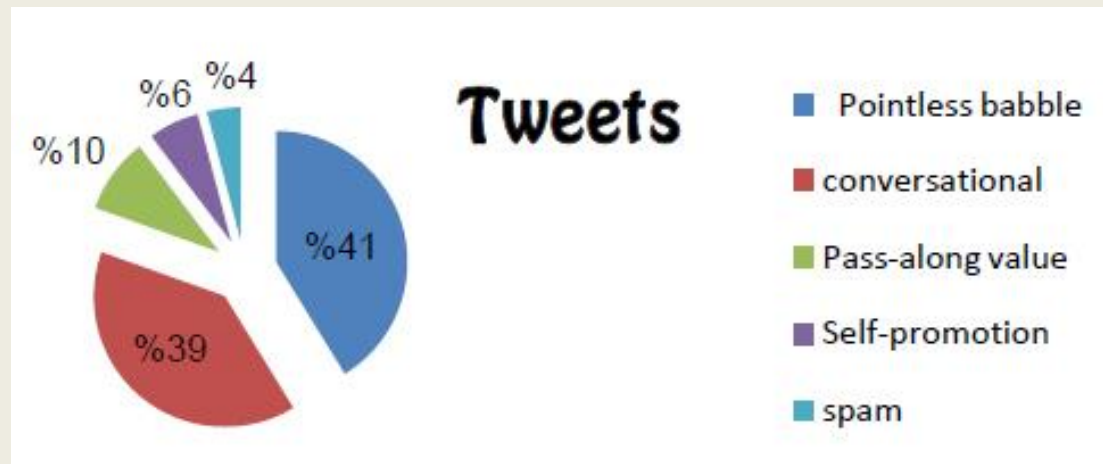 %4
%6
%10
%41
%39
Tweets
Pointless babble
conversational
Pass-along value
Self-promotion
spam